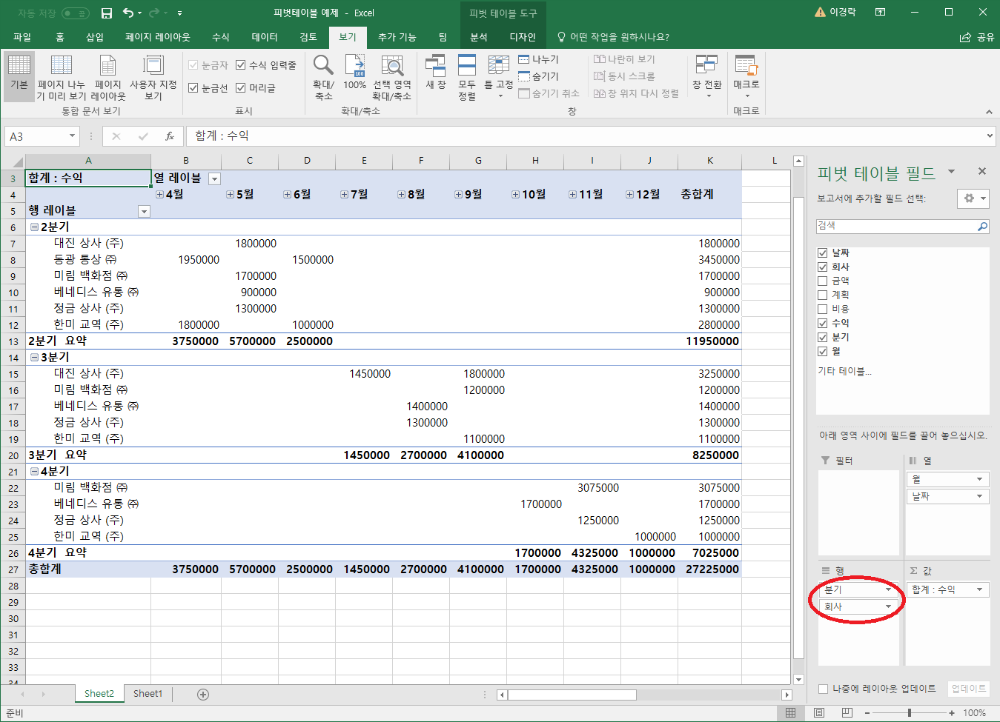 자동 저장 끔
피벗테이블 예제 - Excel
피벗 테이블 도구
이경락
파일 홈 삽입 페이지 레이아웃 수식 데이터 검토 보기 추가 기능 팀 분석 디자인 어떤 작업을 원하시나요? 공유
기본
페이지 나누기 미리 보기
페이지 레이아웃
사용자 지정 보기
통합 문서 보기
눈금자 수식 입력줄
눈금선 머리글
표시
확대/축소
100%
선택 영역 확대/축소
확대/축소
새 창
모두 정렬
틀 고정
나누기
숨기기
숨기기 취소
나란히 보기
동시 스크롤
창 위치 다시 정렬
창 전환
창
매크로
매크로
A3 fx 합계 : 수익
A B C D E F G H I J K L
3 합계 : 수익 열 레이블
4 4월 5월 6월 7월 8월 9월 10월 11월 12월 총합계
5 행 레이블
6 2분기
7 대진 상사 (주) 1800000 1800000
8 동광 통상 ㈜ 1950000 1500000 3450000
9 미림 백화점 ㈜ 1700000 1700000
10 베네디스 유통 ㈜ 900000 900000
11 정금 상사 (주) 1300000 1300000
12 한미 교역 (주) 1800000 1000000 2800000
13 2분기 요약 3750000 5700000 2500000 11950000
14 3분기
15 대진 상사 (주) 1450000 1800000 3250000
16 미림 백화점 ㈜ 1200000 1200000
17 베네디스 유통 ㈜ 1400000 1400000
18 정금 상사 (주) 1300000 1300000
19 한미 교역 (주) 1100000 1100000
20 3분기 요약 1450000 2700000 4100000 8250000
21 4분기
22 미림 백화점 ㈜ 3075000 3075000
23 베네디스 유통 ㈜ 1700000 1700000
24 정금 상사 (주) 1250000 1250000
25 한미 교역 (주) 1000000 1000000
26 4분기 요약 1700000 4325000 1000000 7025000
27 총합계 3750000 5700000 2500000 1450000 2700000 4100000 1700000 4325000 1000000 27225000
28
29
30
31
32
33
34
Sheet2 Sheet1
준비
피벗 테이블 필드
보고서에 추가할 필드 선택:
검색
날짜
회사
금액
계획
비용
수익
분기
월
기타 테이블...
아래 영역 사이에 필드를 끌어 놓으십시오.
필터 열
월
날짜
행 Σ 값
분기 합계 : 수익
회사
나중에 레이아웃 업데이트 업데이트
100%